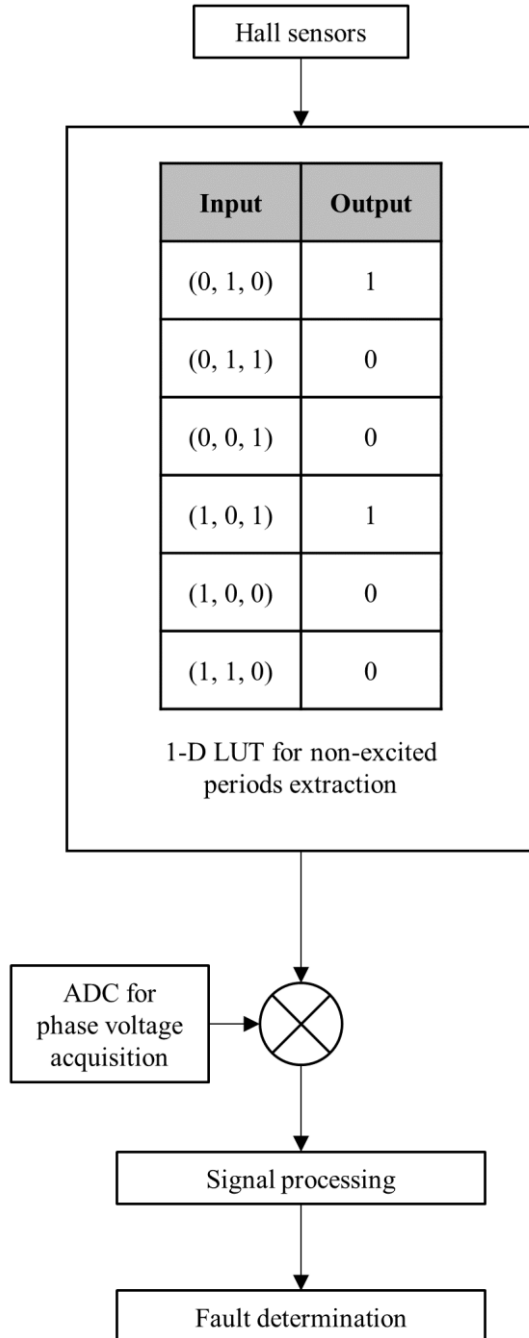 Hall sensors
Input Output
(0, 1, 0) 1
(0, 1, 1) 0
(0, 0, 1) 0
(1, 0, 1) 1
(1, 0, 0) 0
(1, 1, 0) 0
1-D LUT for non-excited
periods extraction
ADC for
phase voltage
acquisition
Signal processing
Fault determination